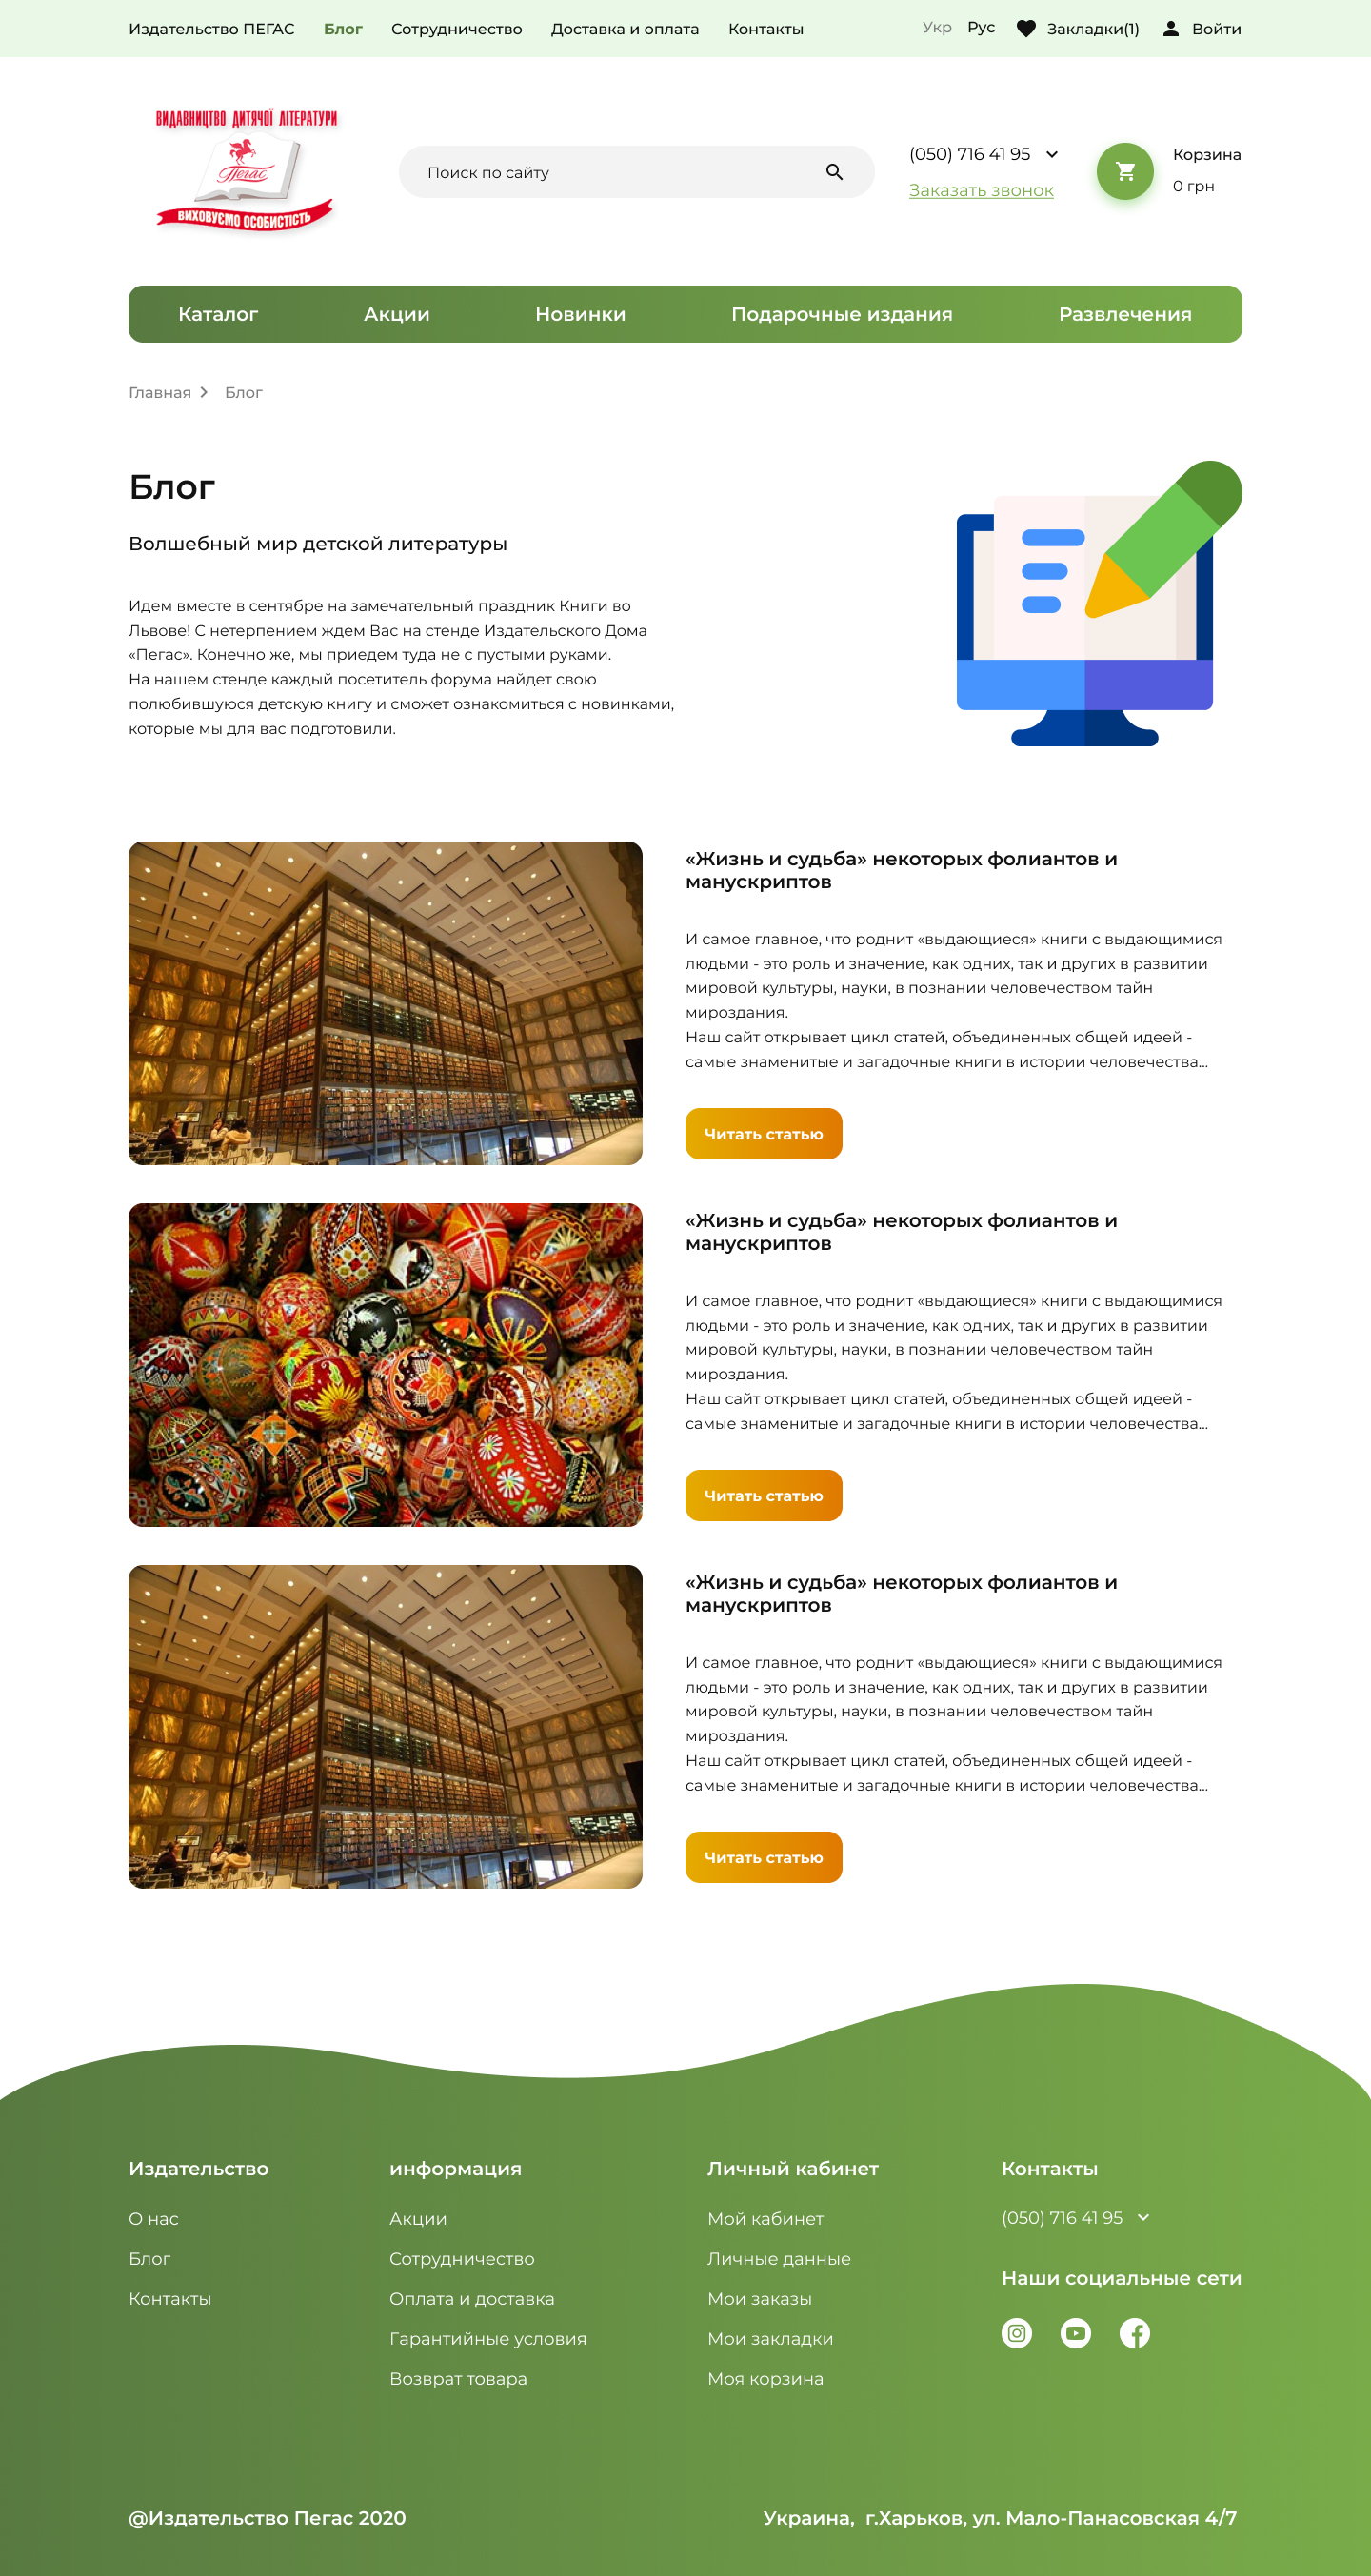 Издательство ПЕГАС Блог Сотрудничество Доставка и оплата Контакты Укр Рус Закладки(1) Войти
ВИДАВНИЦТВО ДИТЯЧОЇ ЛІТЕРАТУРИ
Пегас
ВИХОВУЄМО ОСОБИСТІСТЬ
Поиск по сайту
(050) 716 41 95
Заказать звонок
Корзина
0 грн
Каталог Акции Новинки Подарочные издания Развлечения
Главная Блог
Блог
Волшебный мир детской литературы
Идем вместе в сентябре на замечательный праздник Книги во
Львове! С нетерпением ждем Вас на стенде Издательского Дома
«Пегас». Конечно же, мы приедем туда не с пустыми руками.
На нашем стенде каждый посетитель форума найдет свою
полюбившуюся детскую книгу и сможет ознакомиться с новинками,
которые мы для вас подготовили.
«Жизнь и судьба» некоторых фолиантов и
манускриптов
И самое главное, что роднит «выдающиеся» книги с выдающимися
людьми - это роль и значение, как одних, так и других в развитии
мировой культуры, науки, в познании человечеством тайн
мироздания.
Наш сайт открывает цикл статей, объединенных общей идеей -
самые знаменитые и загадочные книги в истории человечества...
Читать статью
«Жизнь и судьба» некоторых фолиантов и
манускриптов
И самое главное, что роднит «выдающиеся» книги с выдающимися
людьми - это роль и значение, как одних, так и других в развитии
мировой культуры, науки, в познании человечеством тайн
мироздания.
Наш сайт открывает цикл статей, объединенных общей идеей -
самые знаменитые и загадочные книги в истории человечества...
Читать статью
«Жизнь и судьба» некоторых фолиантов и
манускриптов
И самое главное, что роднит «выдающиеся» книги с выдающимися
людьми - это роль и значение, как одних, так и других в развитии
мировой культуры, науки, в познании человечеством тайн
мироздания.
Наш сайт открывает цикл статей, объединенных общей идеей -
самые знаменитые и загадочные книги в истории человечества...
Читать статью
Издательство
О нас
Блог
Контакты
информация
Акции
Сотрудничество
Оплата и доставка
Гарантийные условия
Возврат товара
Личный кабинет
Мой кабинет
Личные данные
Мои заказы
Мои закладки
Моя корзина
Контакты
(050) 716 41 95
Наши социальные сети
@Издательство Пегас 2020
Украина, г.Харьков, ул. Мало-Панасовская 4/7